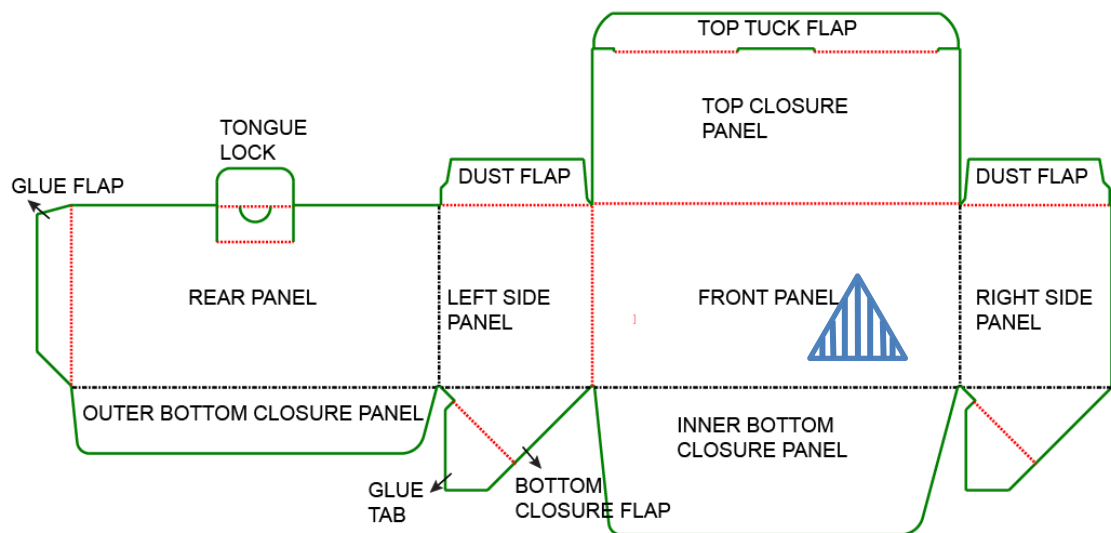 TOP TUCK FLAP
TOP CLOSURE
PANEL
TONGUE
LOCK
GLUE FLAP
DUST FLAP
DUST FLAP
REAR PANEL
LEFT SIDE
PANEL
FRONT PANEL
RIGHT SIDE
PANEL
]
OUTER BOTTOM CLOSURE PANEL
INNER BOTTOM
CLOSURE PANEL
GLUE
TAB
BOTTOM
CLOSURE FLAP